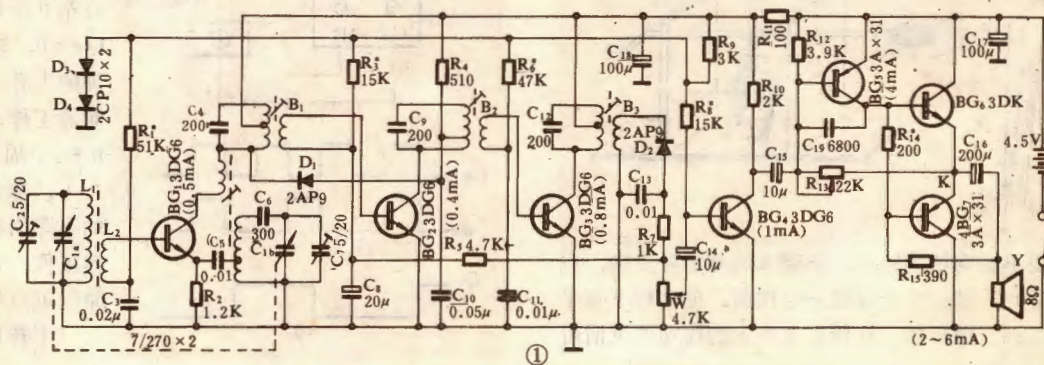 D₃
D₄
2CP10×2
R₁*
51K
C₂ 5/20
C₁ₐ
L₁
L₂
C₃
0.02μ
7/270×2
C₄
200
BG₁ 3DG6
(0.5mA)
C₅
0.01
R₂
1.2K
B₁
C₆
300
C₁b
C₇ 5/20
D₁
2AP9
R₃*
15K
C₈
20μ
R₄
510
C₉
200
BG₂ 3DG6
(0.4mA)
R₅ 4.7K
C₁₀
0.05μ
B₂
R₆*
47K
C₁₁
0.01μ
C₁₂
200
BG₃ 3DG6
(0.8mA)
B₃
2AP9
D₂
C₁₃
0.01
R₇
1K
W
4.7K
C₁₈
100μ
R₈*
15K
R₉
3K
C₁₄
10μ
R₁₀
2K
R₁₁
100
BG₄ 3DG6
(1mA)
C₁₅
10μ
R₁₂
3.9K
BG₅ 3A×31
(4mA)
C₁₉ 6800
R₁₃* 22K
R₁₄*
200
R₁₅ 390
BG₆ 3DK
4BG₇
3A×31
(2~6mA)
C₁₇
100μ
C₁₆
200μ
K
Y
4.5V
8Ω
①